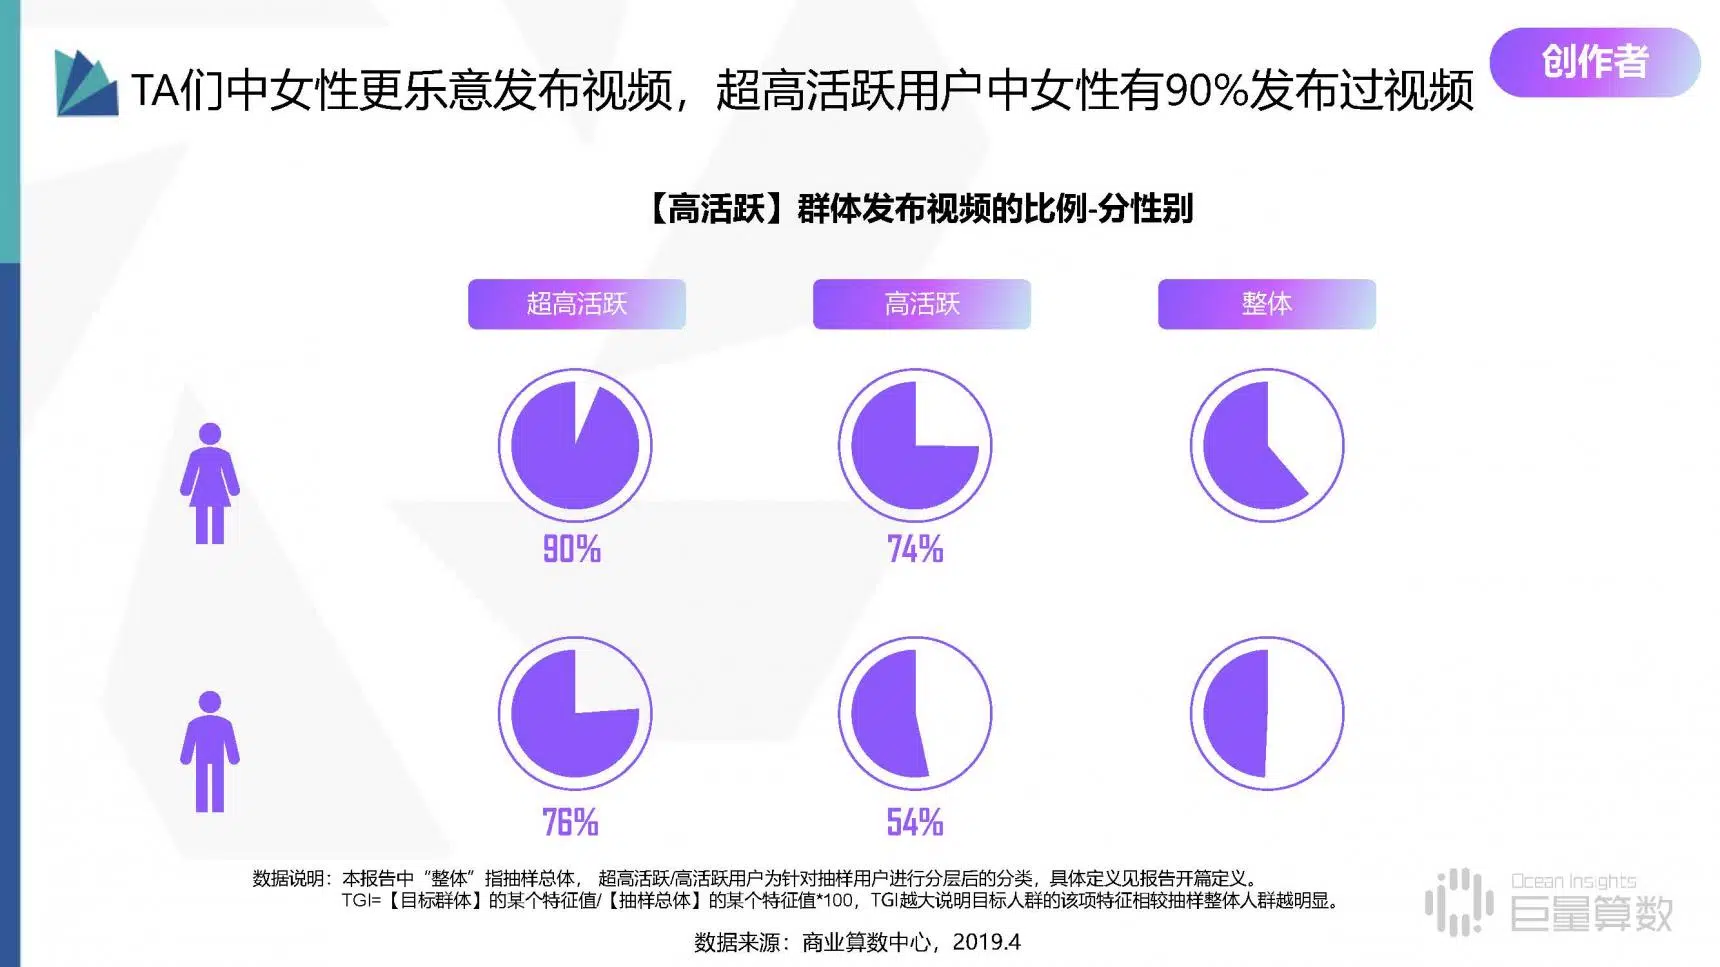 创作者
TA们中女性更乐意发布视频，超高活跃用户中女性有90%发布过视频
【高活跃】群体发布视频的比例-分性别
超高活跃
高活跃
整体
90%
74%
76%
54%
数据说明：本报告中“整体”指抽样总体， 超高活跃/高活跃用户为针对抽样用户进行分层后的分类，具体定义见报告开篇定义。
TGI=【目标群体】的某个特征值/【抽样总体】的某个特征值*100，TGI越大说明目标人群的该项特征相较抽样整体人群越明显。
数据来源：商业算数中心，2019.4
Ocean Insights
巨量算数